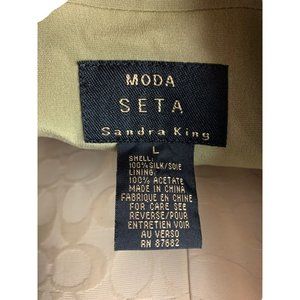 MODA
SETA
Sandra King
L
SHELL:
100% SILK/SOIE
LINING:
100% ACETATE
MADE IN CHINA
FABRIQUE EN CHINE
FOR CARE SEE
REVERSE/POUR
ENTRETIEN VOIR
AU VERSO
RN 87682